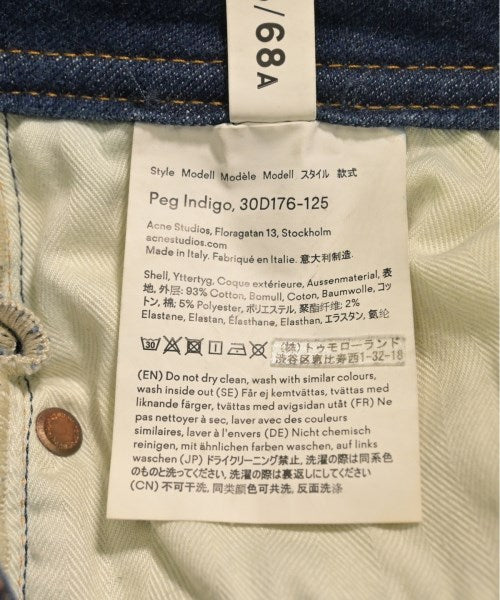 /68A
Style Modell Modèle Modell スタイル 款式
Peg Indigo, 30D176-125
Acne Studios, Floragatan 13, Stockholm
acnestudios.com
Made in Italy. Fabriqué en Italie. 意大利制造.
Shell, Yttertyg, Coque extérieure, Aussenmaterial, 表
地, 外层: 93% Cotton, Bomull, Coton, Baumwolle, コッ
トン, 棉; 5% Polyester, ポリエステル, 聚酯纤维; 2%
Elastene, Elastan, Élasthane, Elasthan, エラスタン, 氨纶
30
(株)トゥモローランド
渋谷区恵比寿西1-32-18
(EN) Do not dry clean, wash with similar colours,
wash inside out (SE) Får ej kemtvättas, tvättas med
liknande färger, tvättas med avigsidan utåt (FR) Ne
pas nettoyer à sec, laver avec des couleurs
similaires, laver à l'envers (DE) Nicht chemisch
reinigen, mit ähnlichen farben waschen, auf links
waschen (JP) ドライクリーニング禁止, 洗濯の際は同系色
のものと洗ってください, 洗濯の際は裏返しにしてください
(CN) 不可干洗, 同类颜色可共洗, 反面洗涤